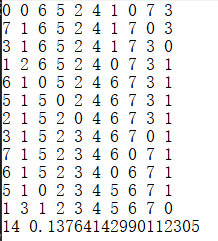 0 0 6 5 2 4 1 0 7 3
7 1 6 5 2 4 1 7 0 3
3 1 6 5 2 4 1 7 3 0
1 2 6 5 2 4 0 7 3 1
6 1 0 5 2 4 6 7 3 1
5 1 5 0 2 4 6 7 3 1
2 1 5 2 0 4 6 7 3 1
3 1 5 2 3 4 6 7 0 1
7 1 5 2 3 4 6 0 7 1
6 1 5 2 3 4 0 6 7 1
5 1 0 2 3 4 5 6 7 1
1 3 1 2 3 4 5 6 7 0
14 0.13764142990112305